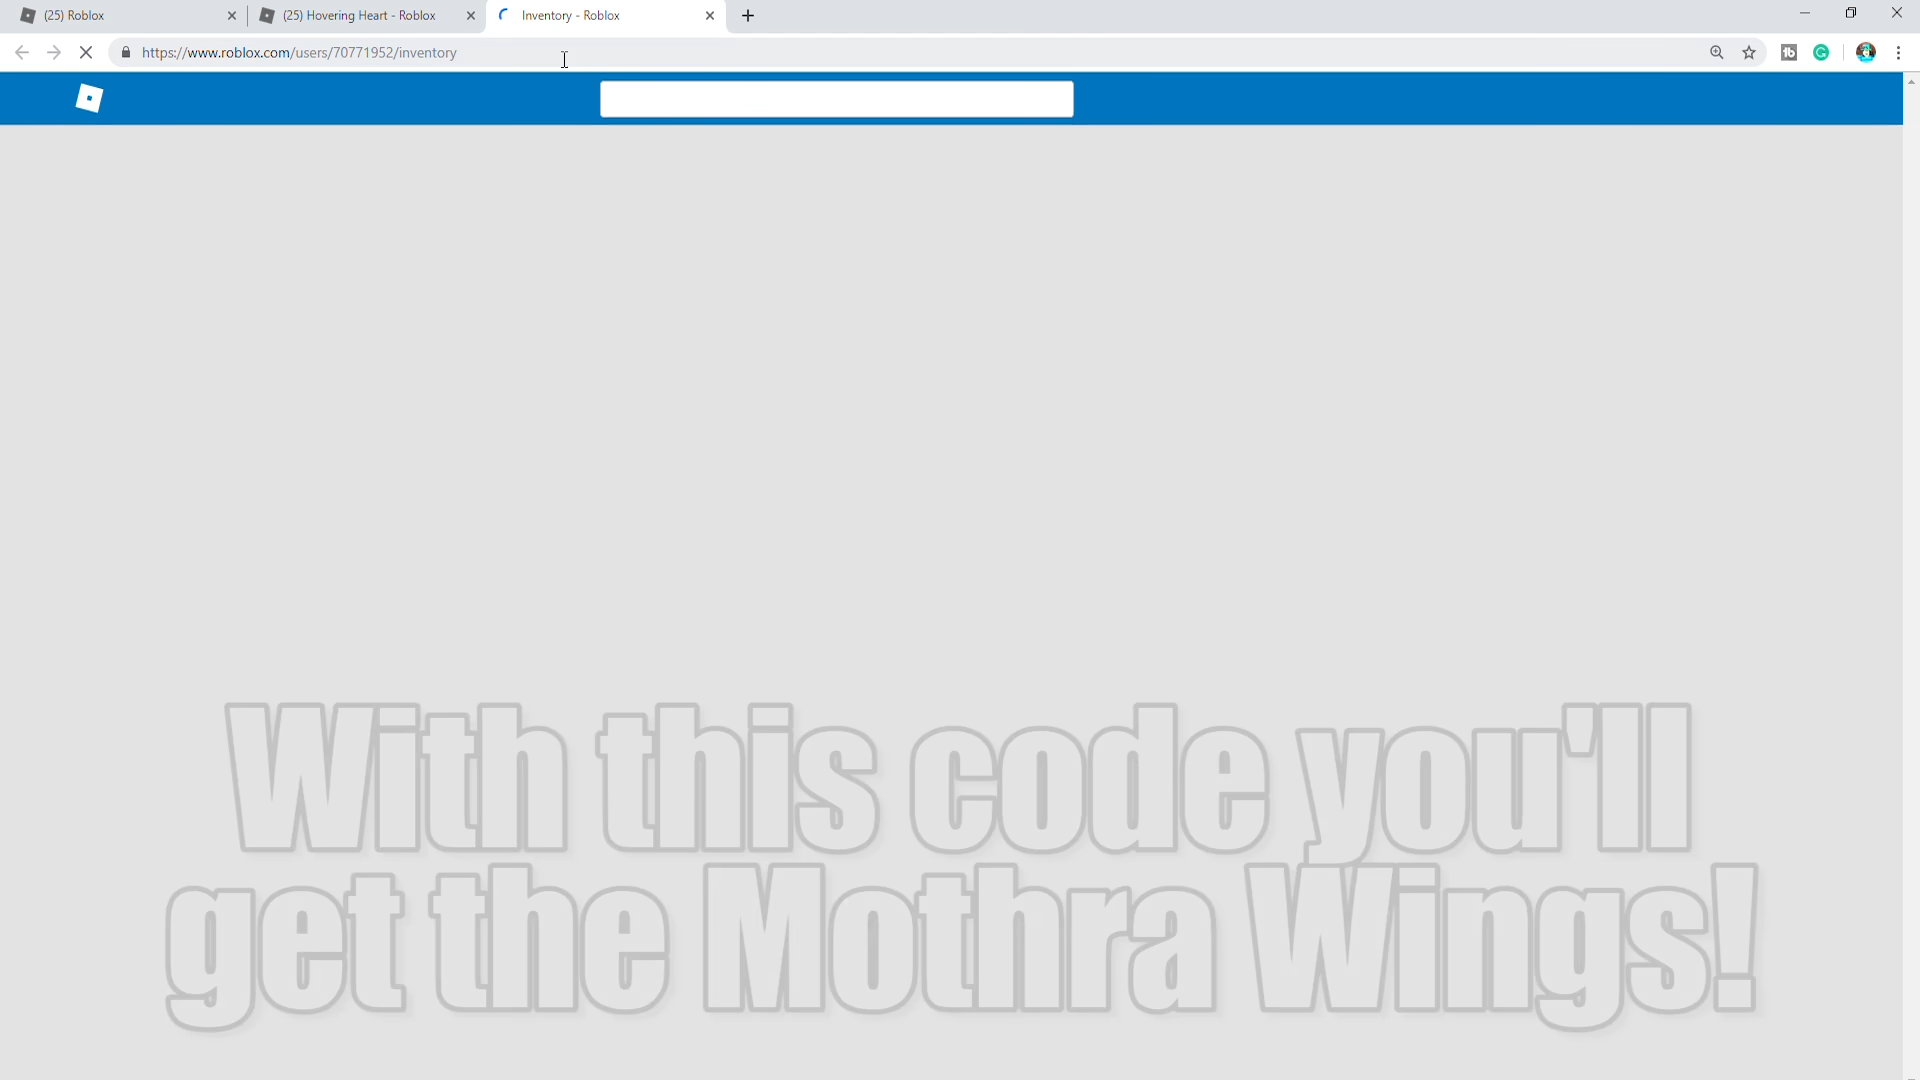 (25) Roblox
(25) Hovering Heart - Roblox
Inventory - Roblox
https://www.roblox.com/users/70771952/inventory
With this code you'll
get the Mothra Wings!